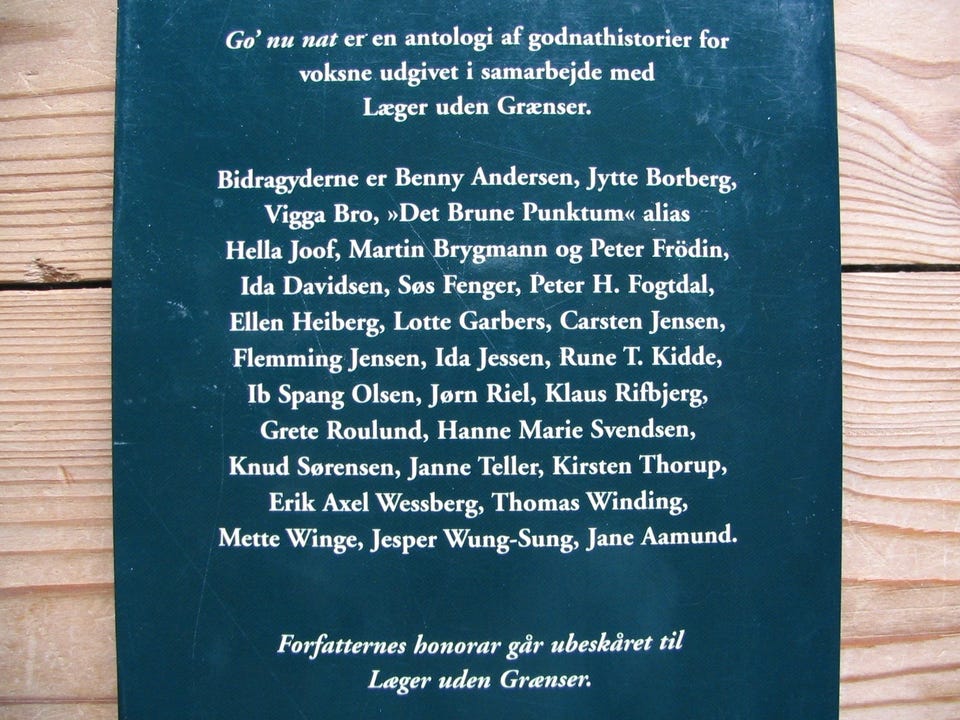 Go’ nu nat er en antologi af godnathistorier for
voksne udgivet i samarbejde med
Læger uden Grænser.
Bidragyderne er Benny Andersen, Jytte Borberg,
Vigga Bro, »Det Brune Punktum« alias
Hella Joof, Martin Brygmann og Peter Frödin,
Ida Davidsen, Søs Fenger, Peter H. Fogtdal,
Ellen Heiberg, Lotte Garbers, Carsten Jensen,
Flemming Jensen, Ida Jessen, Rune T. Kidde,
Ib Spang Olsen, Jørn Riel, Klaus Rifbjerg,
Grete Roulund, Hanne Marie Svendsen,
Knud Sørensen, Janne Teller, Kirsten Thorup,
Erik Axel Wessberg, Thomas Winding,
Mette Winge, Jesper Wung-Sung, Jane Aamund.
Forfatternes honorar går ubeskåret til
Læger uden Grænser.